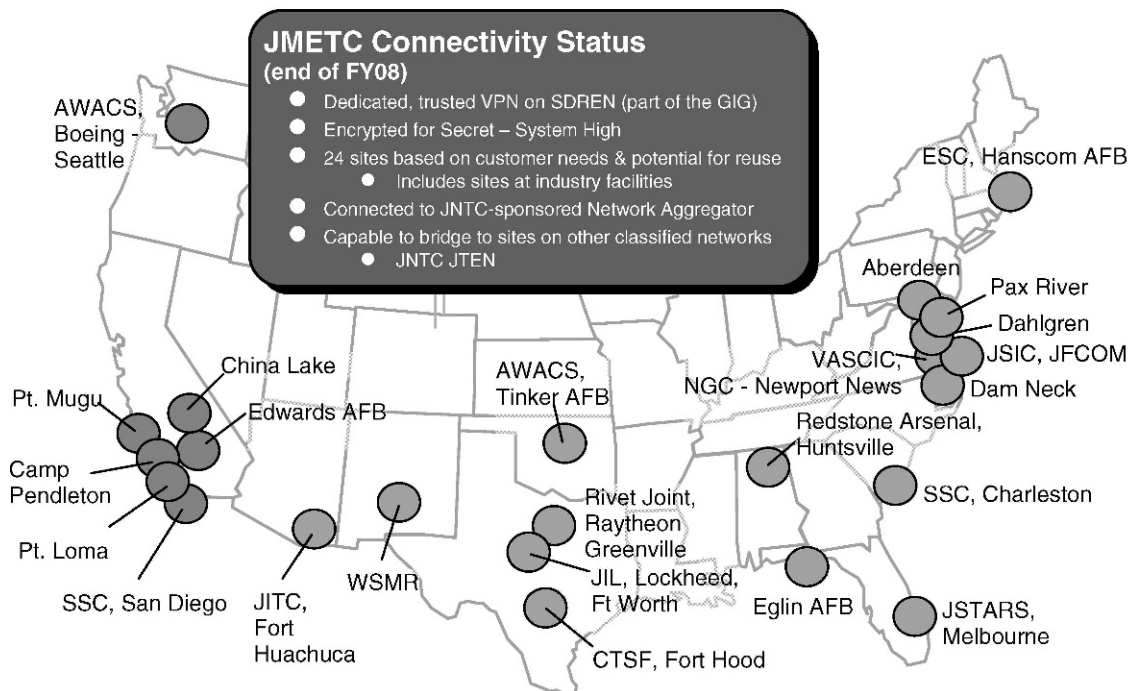 JMETC Connectivity Status
(end of FY08)
Dedicated, trusted VPN on SDREN (part of the GIG)
Encrypted for Secret – System High
24 sites based on customer needs & potential for reuse
Includes sites at industry facilities
Connected to JNTC-sponsored Network Aggregator
Capable to bridge to sites on other classified networks
JNTC JTEN
AWACS,
Boeing -
Seattle
ESC, Hanscom AFB
Aberdeen
Pax River
Dahlgren
VASCIC,
NGC - Newport News
JSIC, JFCOM
Dam Neck
China Lake
Pt. Mugu
Edwards AFB
Camp
Pendleton
Pt. Loma
SSC, San Diego
AWACS,
Tinker AFB
Redstone Arsenal,
Huntsville
SSC, Charleston
Rivet Joint,
Raytheon
Greenville
JIL, Lockheed,
Ft Worth
WSMR
JITC,
Fort
Huachuca
CTSF, Fort Hood
Eglin AFB
JSTARS,
Melbourne